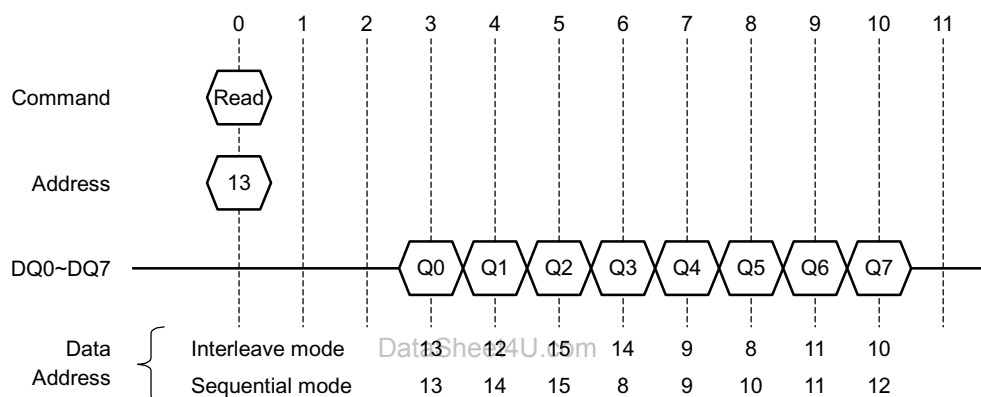 0 1 2 3 4 5 6 7 8 9 10 11
Command Read
Address 13
DQ0~DQ7 Q0 Q1 Q2 Q3 Q4 Q5 Q6 Q7
Data Address
Interleave mode 13 12 15 14 9 8 11 10
DataSheet4U.com
Sequential mode 13 14 15 8 9 10 11 12